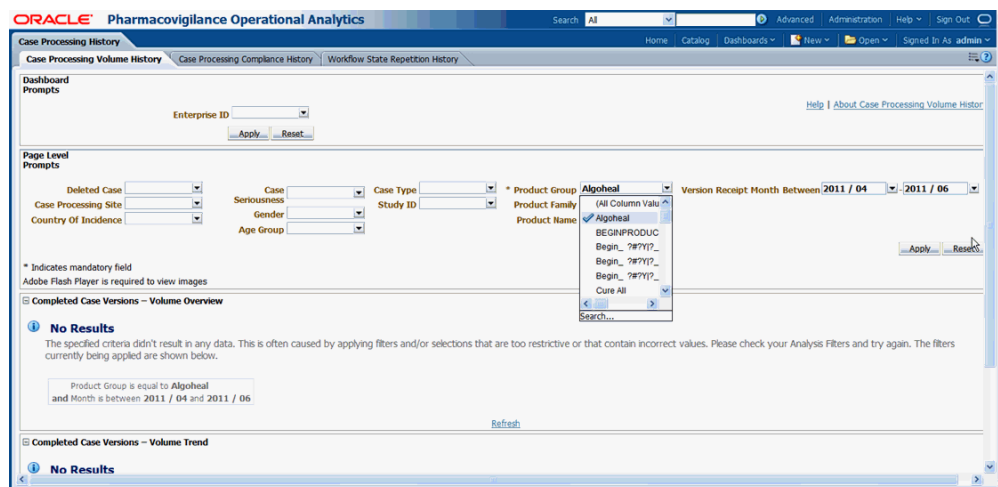 ORACLE Pharmacovigilance Operational Analytics Search All Advanced Administration Help Sign Out
Case Processing History Home Catalog Dashboards New Open Signed In As admin
Case Processing Volume History Case Processing Compliance History Workflow State Repetition History
Dashboard
Prompts
Help | About Case Processing Volume Histor
Enterprise ID
Apply Reset
Page Level
Prompts
Deleted Case Case Seriousness Case Type * Product Group Algoheal Version Receipt Month Between 2011 / 04 - 2011 / 06
Case Processing Site Gender Study ID Product Family
Country Of Incidence Age Group Product Name
(All Column Valu
Algoheal
BEGINPRODUC
Begin_ ?#?Y|?_
Begin_ ?#?Y|?_
Begin_ ?#?Y|?_
Cure All
Search...
Apply Reset
* Indicates mandatory field
Adobe Flash Player is required to view images
Completed Case Versions – Volume Overview
No Results
The specified criteria didn't result in any data. This is often caused by applying filters and/or selections that are too restrictive or that contain incorrect values. Please check your Analysis Filters and try again. The filters
currently being applied are shown below.
Product Group is equal to Algoheal
and Month is between 2011 / 04 and 2011 / 06
Refresh
Completed Case Versions – Volume Trend
No Results